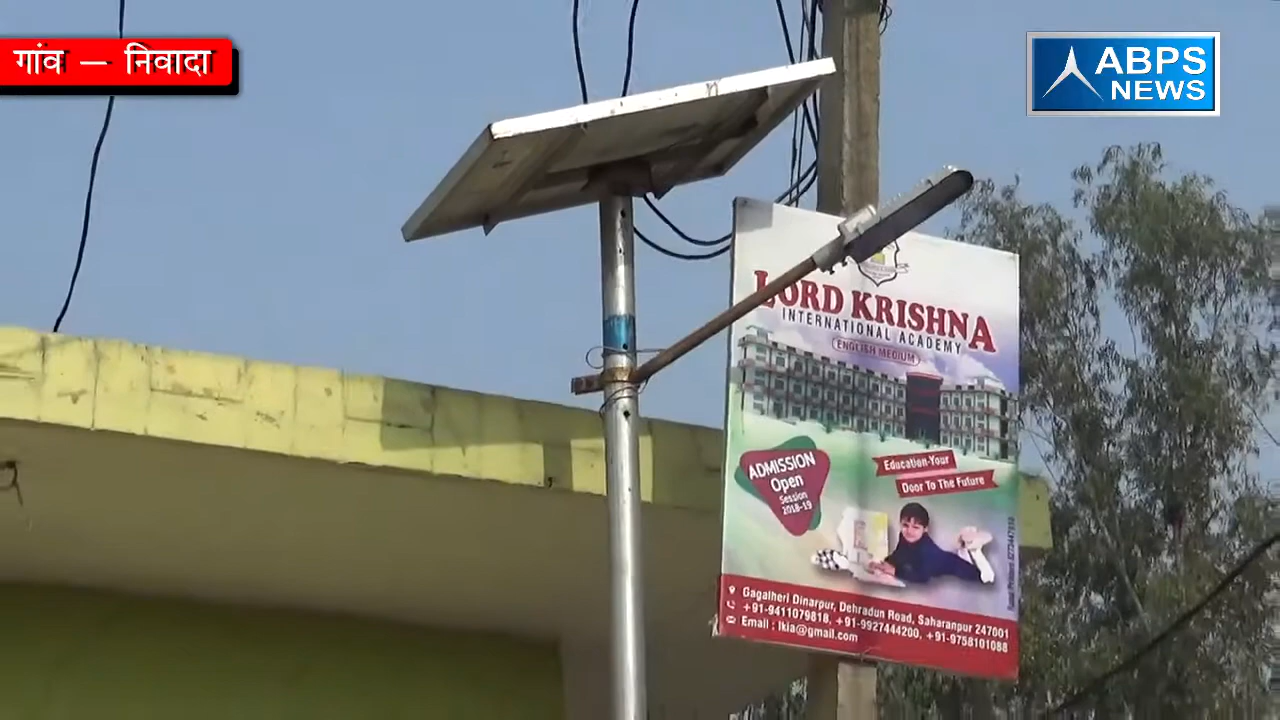 गांव — निवादा
ABPS
NEWS
LORD KRISHNA
INTERNATIONAL ACADEMY
ENGLISH MEDIUM
ADMISSION
Open
Session
2018-19
Education-Your
Door To The Future
Gagalheri Dinarpur, Dehradun Road, Saharanpur 247001
+91-9411079818, +91-9927444200, +91-9758101088
Email : lkia@gmail.com